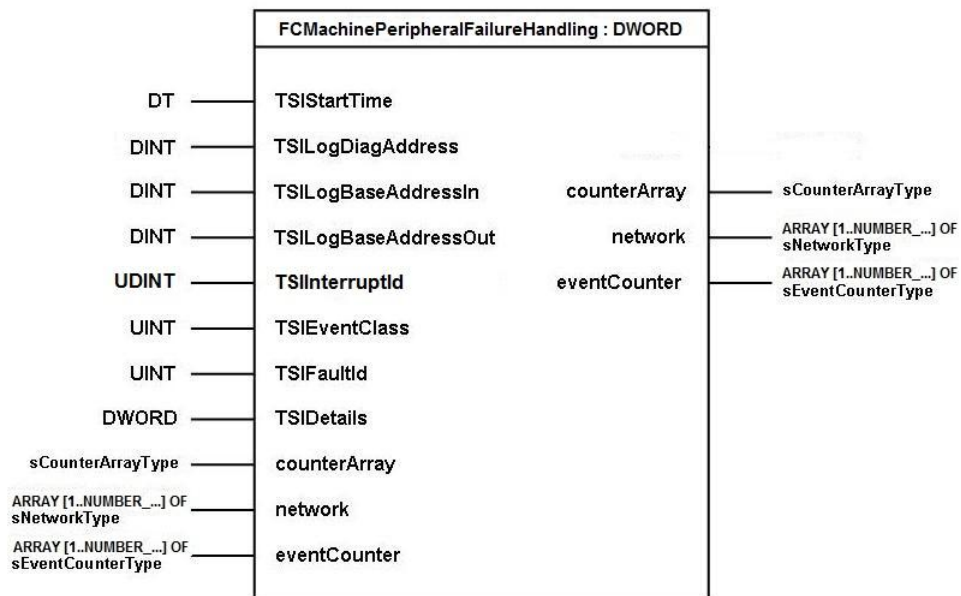 FCMachinePeripheralFailureHandling : DWORD
DT TSIStartTime
DINT TSILogDiagAddress
DINT TSILogBaseAddressIn counterArray sCounterArrayType
DINT TSILogBaseAddressOut network ARRAY [1..NUMBER_...] OF
sNetworkType
UDINT TSIInterruptId eventCounter ARRAY [1..NUMBER_...] OF
sEventCounterType
UINT TSIEventClass
UINT TSIFaultId
DWORD TSIDetails
sCounterArrayType counterArray
ARRAY [1..NUMBER_...] OF
sNetworkType network
ARRAY [1..NUMBER_...] OF
sEventCounterType eventCounter